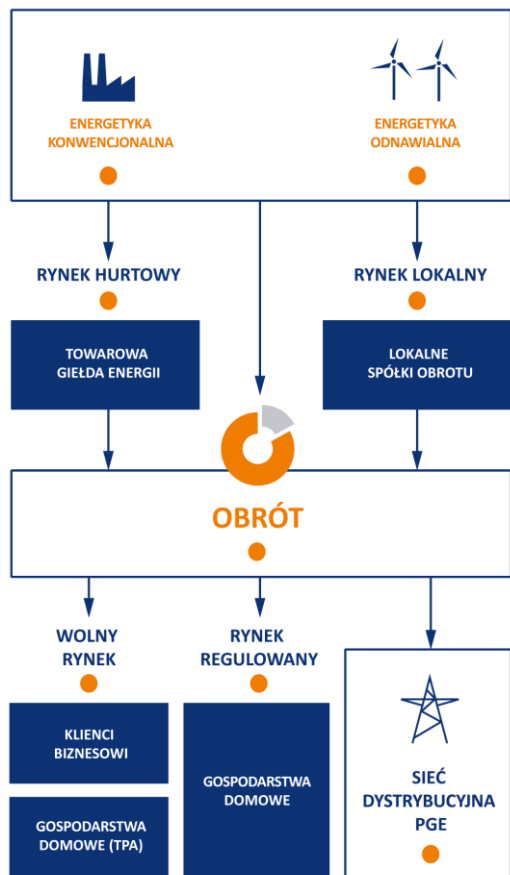 ENERGETYKA
KONWENCJONALNA
ENERGETYKA
ODNAWIALNA
RYNEK HURTOWY
RYNEK LOKALNY
TOWAROWA
GIEŁDA ENERGII
LOKALNE
SPÓŁKI OBROTU
OBRÓT
WOLNY
RYNEK
RYNEK
REGULOWANY
KLIENCI
BIZNESOWI
GOSPODARSTWA
DOMOWE (TPA)
GOSPODARSTWA
DOMOWE
SIEĆ
DYSTRYBUCYJNA
PGE